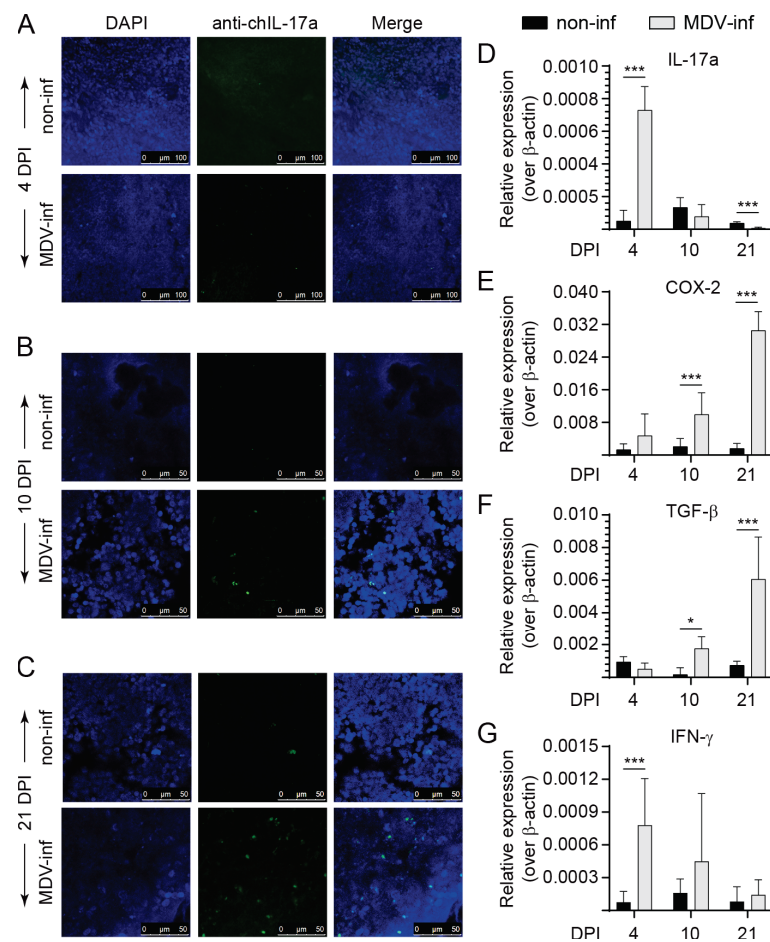 A
DAPI
anti-chIL-17a
Merge
4 DPI
non-inf
MDV-inf
0 µm 100
0 µm 100
0 µm 100
0 µm 100
0 µm 100
0 µm 100
B
10 DPI
non-inf
MDV-inf
0 µm 50
0 µm 50
0 µm 50
0 µm 50
0 µm 50
0 µm 50
C
21 DPI
non-inf
MDV-inf
0 µm 50
0 µm 50
0 µm 50
0 µm 50
0 µm 50
0 µm 50
non-inf
MDV-inf
D
IL-17a
Relative expression
(over β-actin)
0.0010
0.0008
0.0006
0.0004
0.0005
***
***
DPI
4 10 21
E
COX-2
Relative expression
(over β-actin)
0.040
0.032
0.024
0.016
0.008
***
***
DPI
4 10 21
F
TGF-β
Relative expression
(over β-actin)
0.010
0.008
0.006
0.004
0.002
*
***
DPI
4 10 21
G
IFN-γ
Relative expression
(over β-actin)
0.0015
0.0012
0.0009
0.0006
0.0003
***
DPI
4 10 21